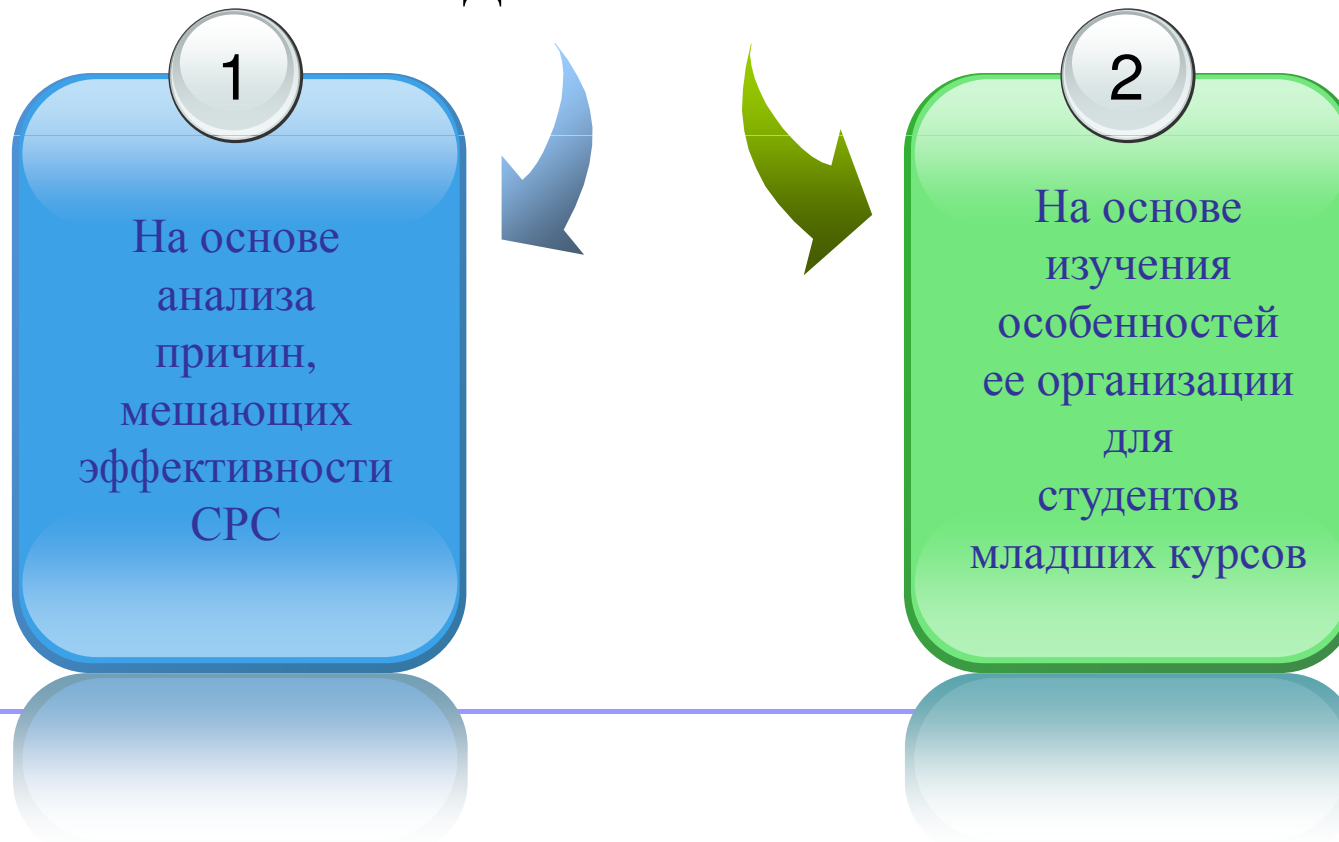 1
На основе
анализа
причин,
мешающих
эффективности
СРС
2
На основе
изучения
особенностей
ее организации
для
студентов
младших курсов